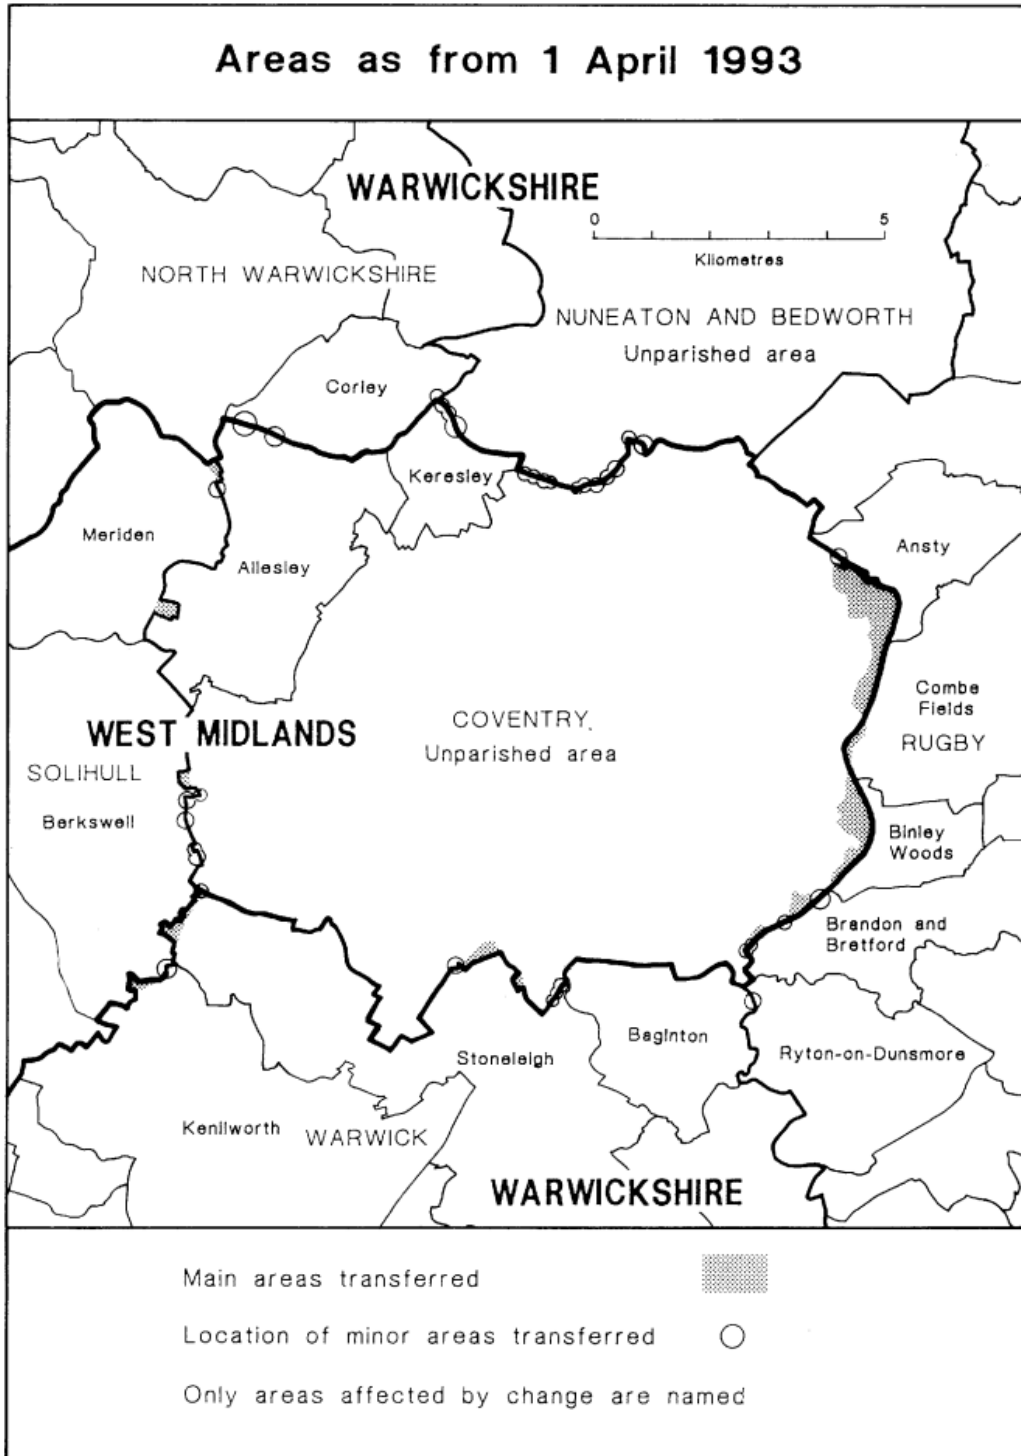 Areas as from 1 April 1993
WARWICKSHIRE
0 5
Kilometres
NORTH WARWICKSHIRE
NUNEATON AND BEDWORTH
Unparished area
Corley
Keresley
Meriden
Allesley
Ansty
Combe
Fields
RUGBY
COVENTRY
Unparished area
WEST MIDLANDS
SOLIHULL
Berkswell
Binley
Woods
Brandon and
Bretford
Baginton
Stoneleigh
Ryton-on-Dunsmore
Kenilworth
WARWICK
WARWICKSHIRE
Main areas transferred
Location of minor areas transferred
Only areas affected by change are named